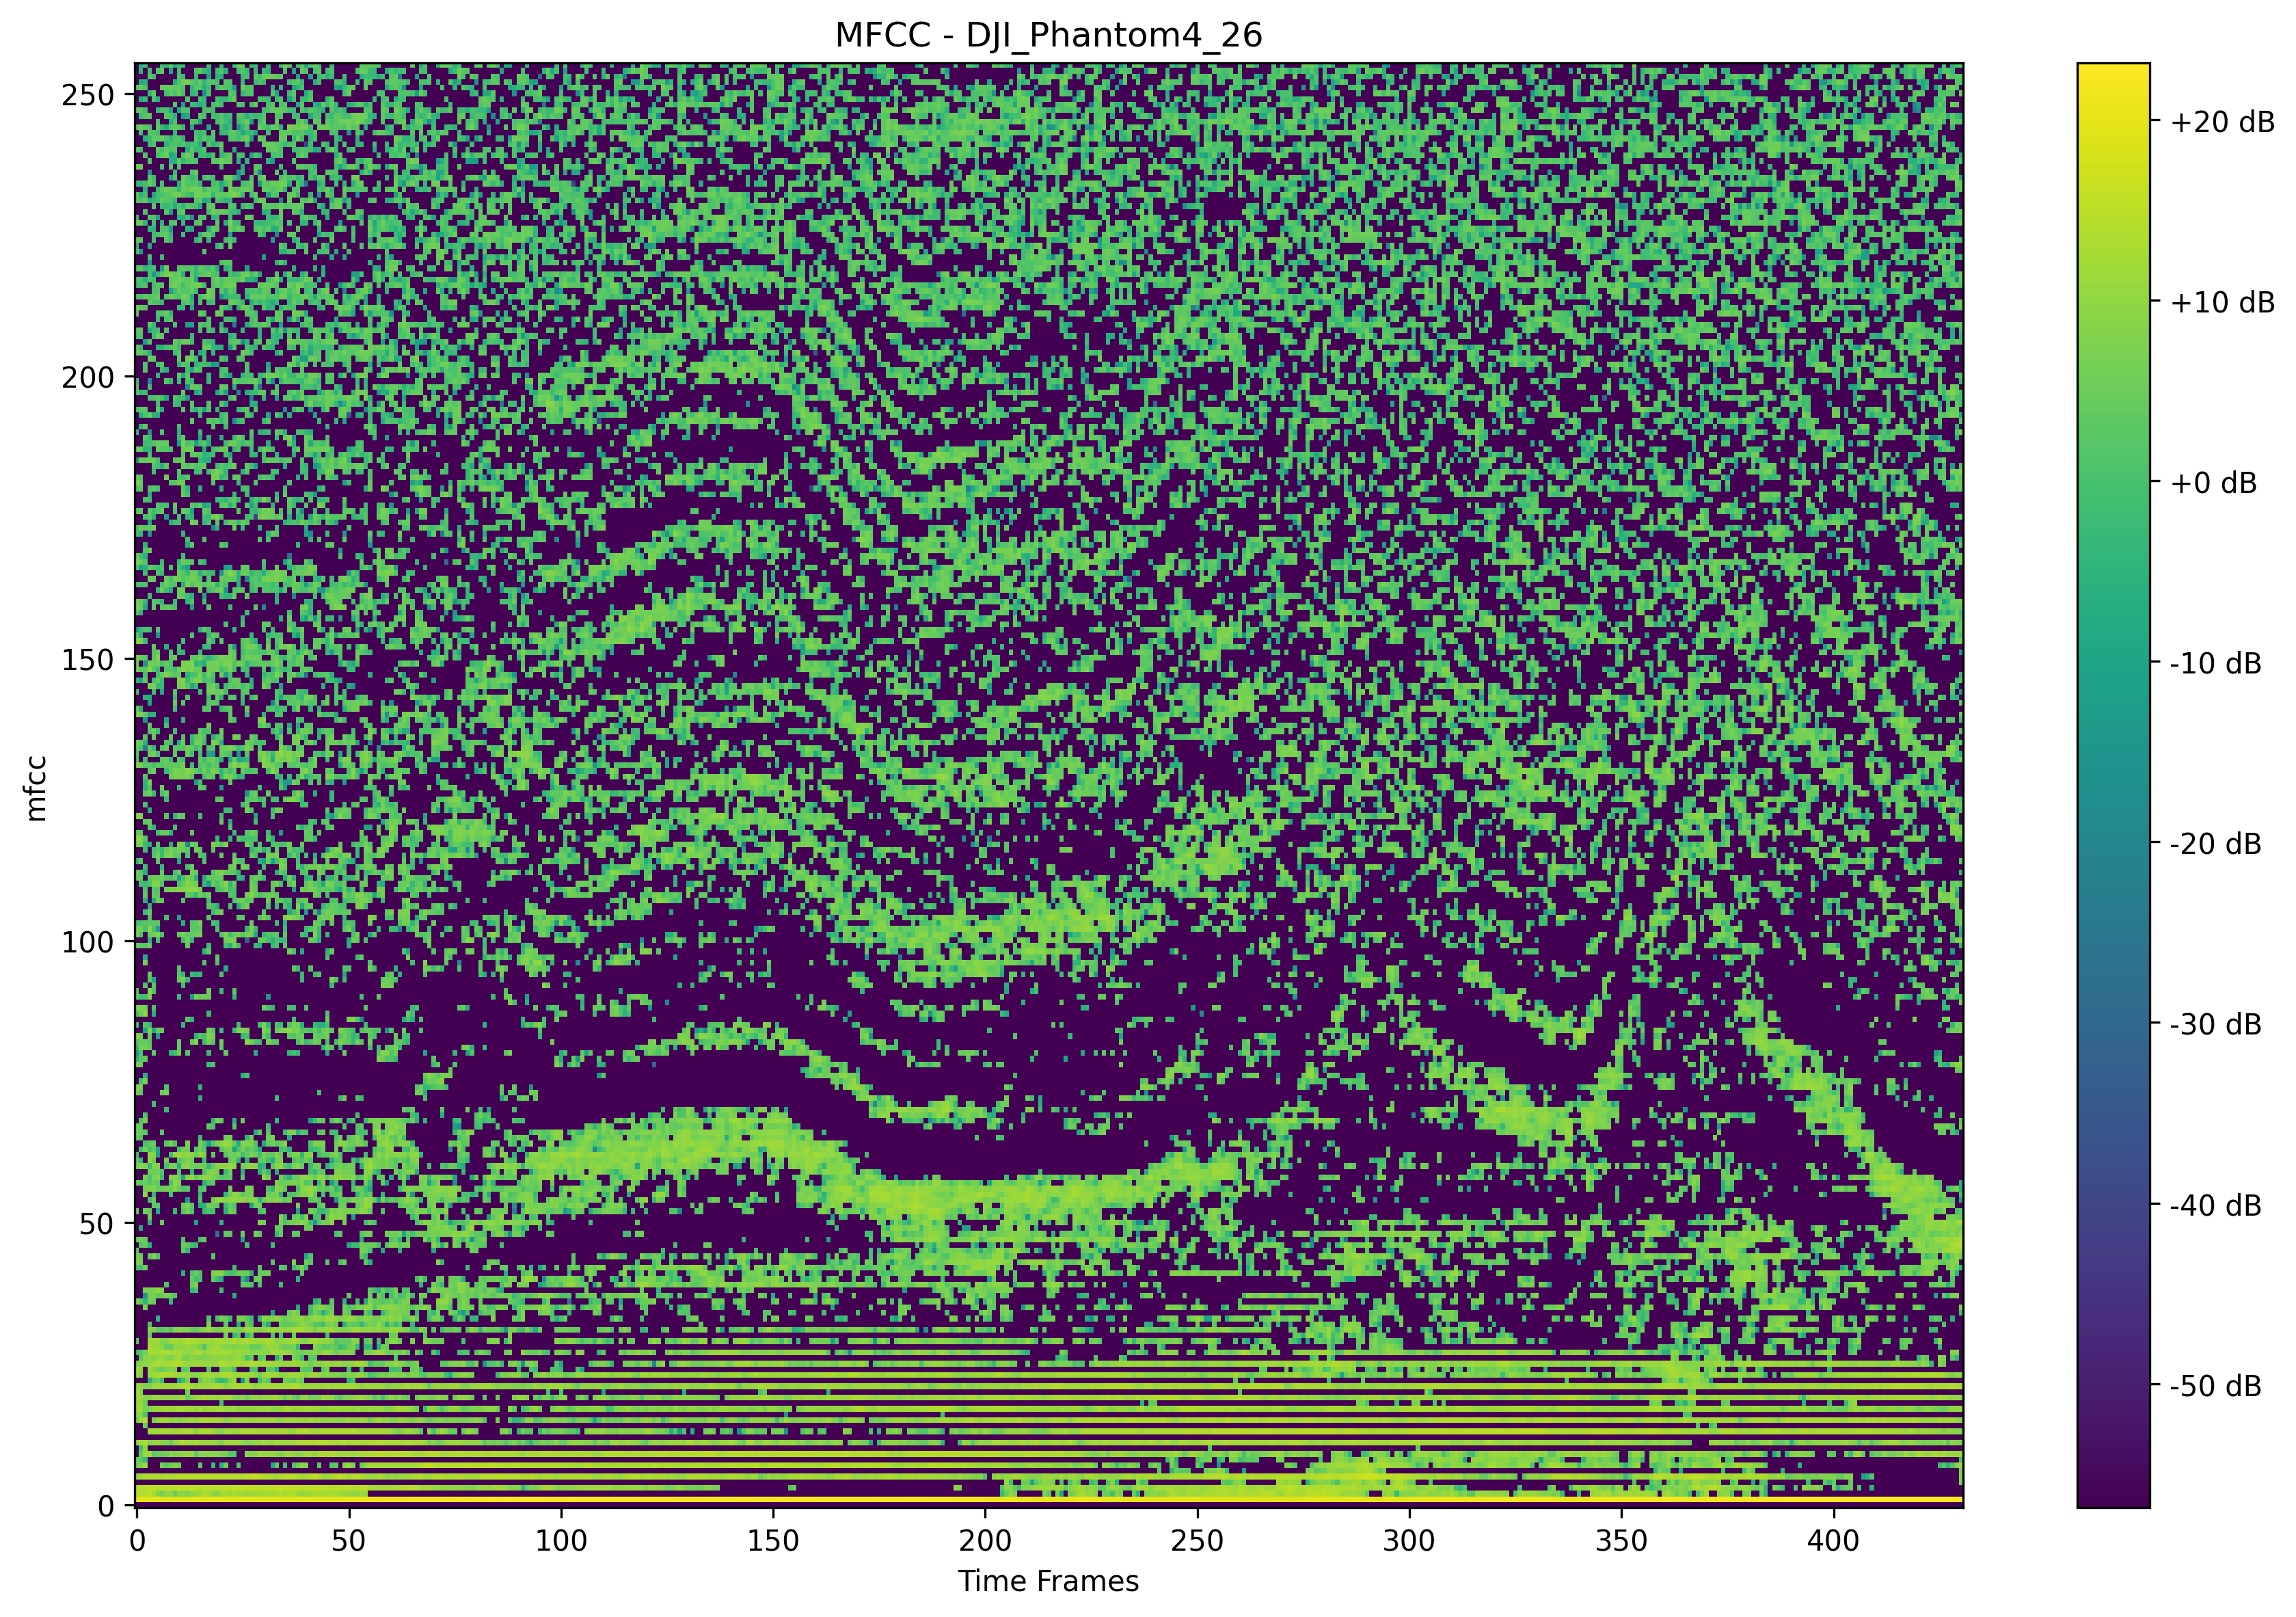 MFCC - DJI_Phantom4_26
250
200
150
100
50
0
mfcc
0 50 100 150 200 250 300 350 400
Time Frames
+20 dB
+10 dB
+0 dB
-10 dB
-20 dB
-30 dB
-40 dB
-50 dB